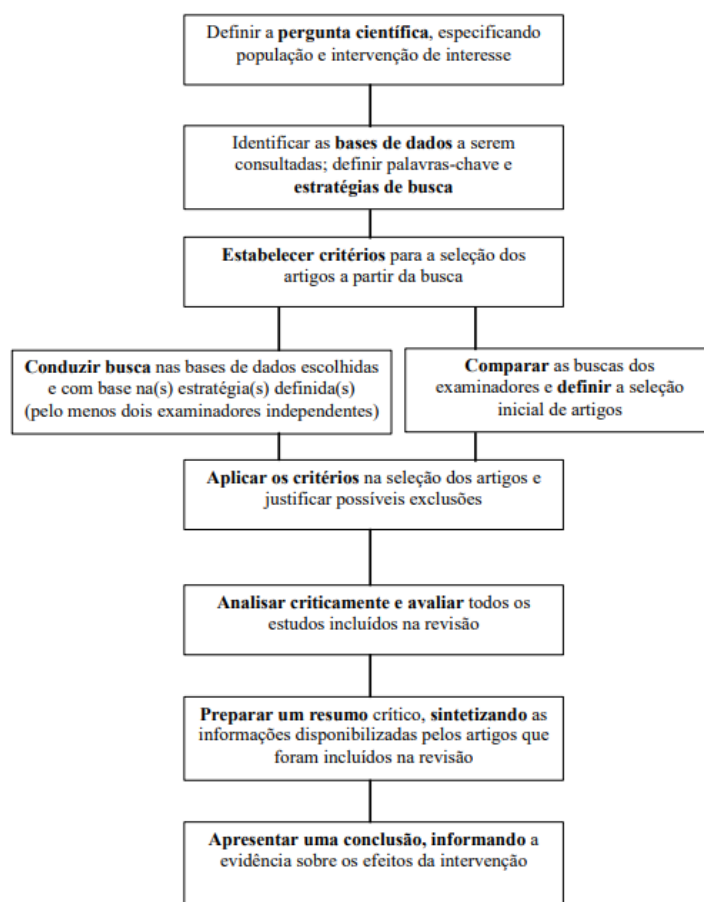 Definir a pergunta científica, especificando
população e intervenção de interesse
Identificar as bases de dados a serem
consultadas; definir palavras-chave e
estratégias de busca
Estabelecer critérios para a seleção dos
artigos a partir da busca
Conduzir busca nas bases de dados escolhidas
e com base na(s) estratégia(s) definida(s)
(pelo menos dois examinadores independentes)
Comparar as buscas dos
examinadores e definir a seleção
inicial de artigos
Aplicar os critérios na seleção dos artigos e
justificar possíveis exclusões
Analisar criticamente e avaliar todos os
estudos incluídos na revisão
Preparar um resumo crítico, sintetizando as
informações disponibilizadas pelos artigos que
foram incluídos na revisão
Apresentar uma conclusão, informando a
evidência sobre os efeitos da intervenção